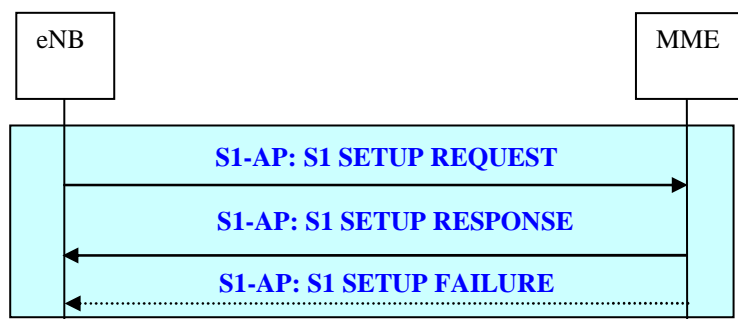 eNB
MME
S1-AP: S1 SETUP REQUEST
S1-AP: S1 SETUP RESPONSE
S1-AP: S1 SETUP FAILURE